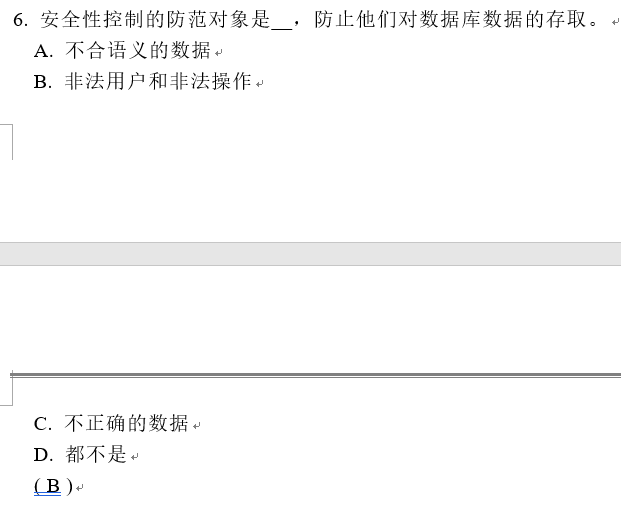 6. 安全性控制的防范对象是__，防止他们对数据库数据的存取。
A. 不合语义的数据
B. 非法用户和非法操作
C. 不正确的数据
D. 都不是
( B )